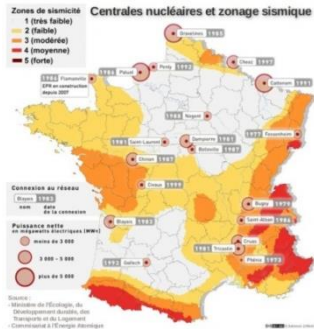 Zones de sismicité
1 (très faible)
2 (faible)
3 (modérée)
4 (moyenne)
5 (forte)
Centrales nucléaires et zonage sismique
Gravelines
Penly
Paluel
Flamanville
EPR en construction
depuis 2007
Chooz
Cattenom
Nogent
Fessenheim
Saint-Laurent
Dampierre
Belleville
Chinon
Civaux
Bugey
Saint-Alban
Blayais
Cruas
Tricastin
Golfech
Connexion au réseau
Blayais
nom
date
de la connexion
Puissance nette
en mégawatts électriques (MWe)
moins de 3 000
3 000 - 5 000
plus de 5 000
Source :
- Ministère de l'Écologie, du
Développement durable, des
Transports et du Logement
- Commissariat à l'Énergie Atomique